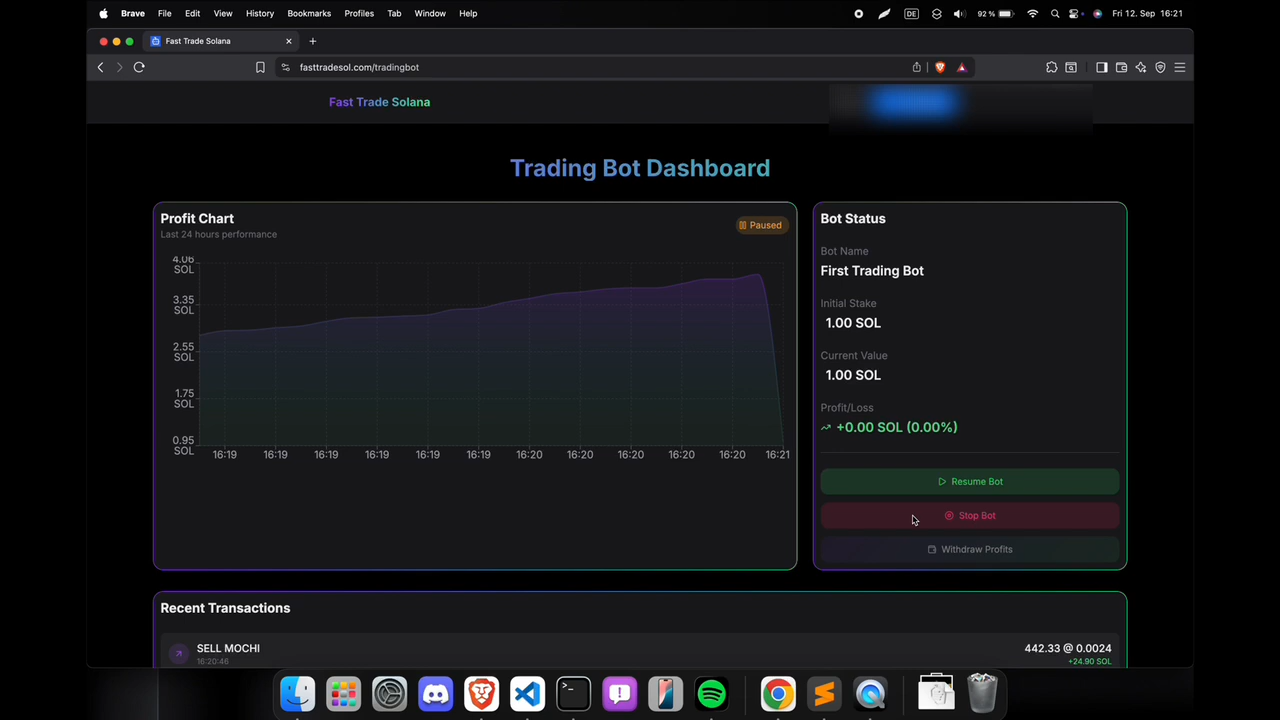 Brave File Edit View History Bookmarks Profiles Tab Window Help DE 92 % Fri 12. Sep 16:21
Fast Trade Solana
fasttradesol.com/tradingbot
Fast Trade Solana
Trading Bot Dashboard
Profit Chart
Last 24 hours performance
Paused
4.06 SOL
3.35 SOL
2.55 SOL
1.75 SOL
0.95 SOL
16:19 16:19 16:19 16:19 16:19 16:19 16:20 16:20 16:20 16:20 16:20 16:21
Bot Status
Bot Name
First Trading Bot
Initial Stake
1.00 SOL
Current Value
1.00 SOL
Profit/Loss
+0.00 SOL (0.00%)
Resume Bot
Stop Bot
Withdraw Profits
Recent Transactions
SELL MOCHI 442.33 @ 0.0024
16:20:46 +24.90 SOL